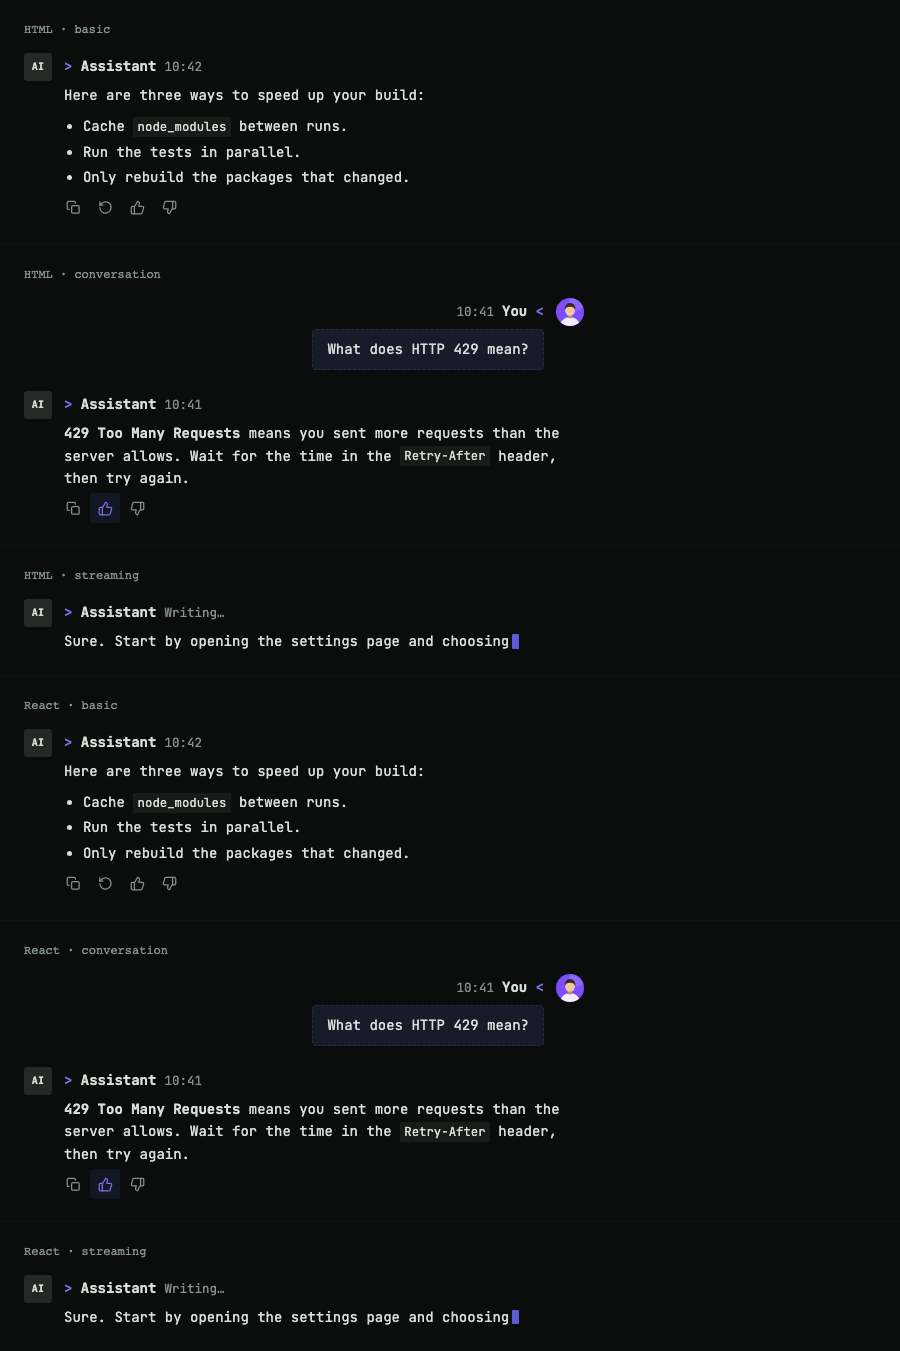 HTML · basic
AI > Assistant 10:42
Here are three ways to speed up your build:
• Cache node_modules between runs.
• Run the tests in parallel.
• Only rebuild the packages that changed.
HTML · conversation
10:41 You <
What does HTTP 429 mean?
AI > Assistant 10:41
429 Too Many Requests means you sent more requests than the
server allows. Wait for the time in the Retry-After header,
then try again.
HTML · streaming
AI > Assistant Writing…
Sure. Start by opening the settings page and choosing
React · basic
AI > Assistant 10:42
Here are three ways to speed up your build:
• Cache node_modules between runs.
• Run the tests in parallel.
• Only rebuild the packages that changed.
React · conversation
10:41 You <
What does HTTP 429 mean?
AI > Assistant 10:41
429 Too Many Requests means you sent more requests than the
server allows. Wait for the time in the Retry-After header,
then try again.
React · streaming
AI > Assistant Writing…
Sure. Start by opening the settings page and choosing